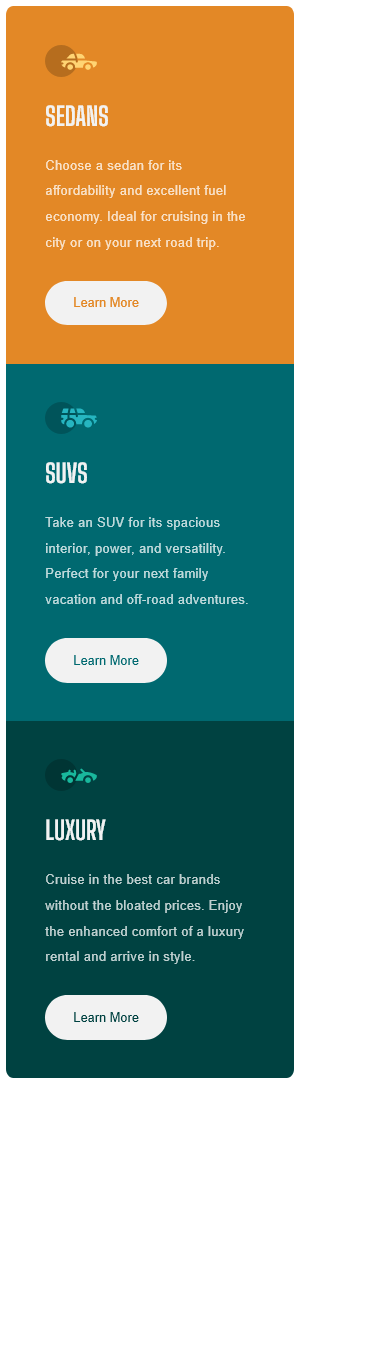 SEDANS
Choose a sedan for its
affordability and excellent fuel
economy. Ideal for cruising in the
city or on your next road trip.
Learn More
SUVS
Take an SUV for its spacious
interior, power, and versatility.
Perfect for your next family
vacation and off-road adventures.
Learn More
LUXURY
Cruise in the best car brands
without the bloated prices. Enjoy
the enhanced comfort of a luxury
rental and arrive in style.
Learn More